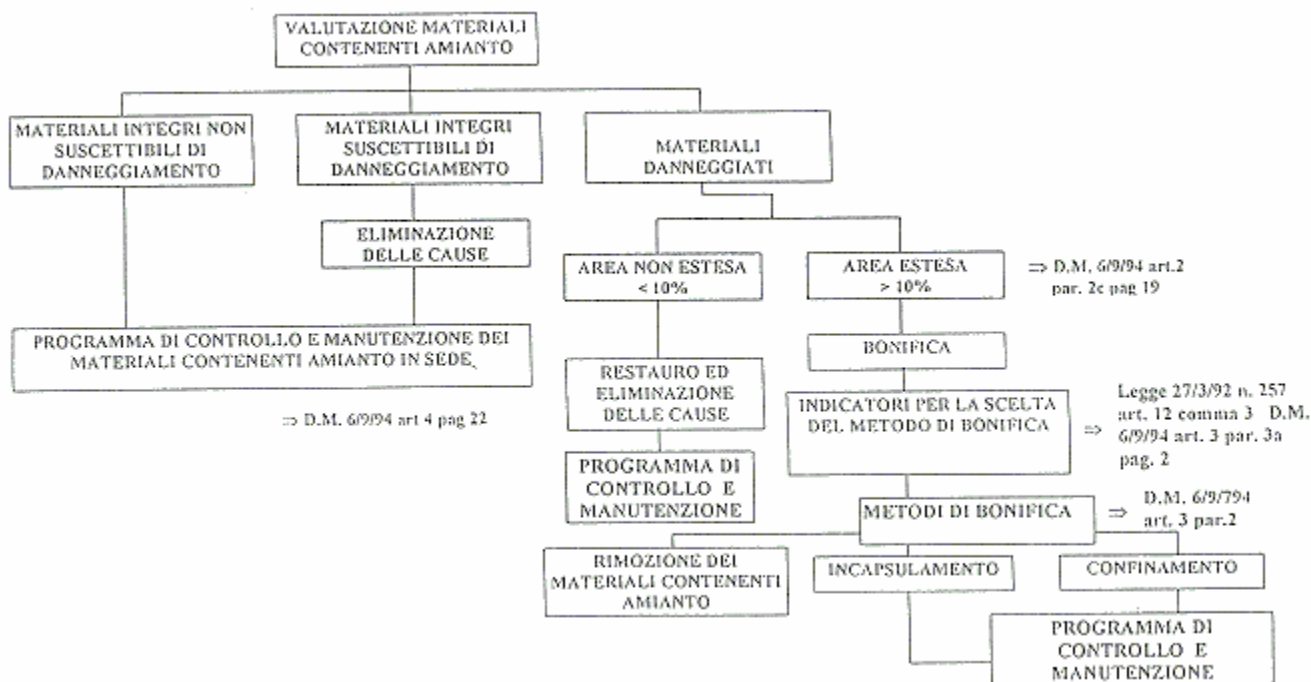 VALUTAZIONE MATERIALI
CONTENENTI AMIANTO
MATERIALI INTEGRI NON
SUSCETTIBILI DI
DANNEGGIAMENTO
MATERIALI INTEGRI
SUSCETTIBILI DI
DANNEGGIAMENTO
MATERIALI
DANNEGGIATI
ELIMINAZIONE
DELLE CAUSE
AREA NON ESTESA
< 10%
AREA ESTESA
> 10%
⇒ D.M. 6/9/94 art.2
par. 2c pag 19
PROGRAMMA DI CONTROLLO E MANUTENZIONE DEI
MATERIALI CONTENENTI AMIANTO IN SEDE
⇒ D.M. 6/9/94 art 4 pag 22
BONIFICA
RESTAURO ED
ELIMINAZIONE
DELLE CAUSE
INDICATORI PER LA SCELTA
DEL METODO DI BONIFICA
⇒
Legge 27/3/92 n. 257
art. 12 comma 3 D.M.
6/9/94 art. 3 par. 3a
pag. 2
PROGRAMMA DI
CONTROLLO E
MANUTENZIONE
METODI DI BONIFICA
⇒ D.M. 6/9/794
art. 3 par.2
RIMOZIONE DEI
MATERIALI CONTENENTI
AMIANTO
INCAPSULAMENTO
CONFINAMENTO
PROGRAMMA DI
CONTROLLO E
MANUTENZIONE